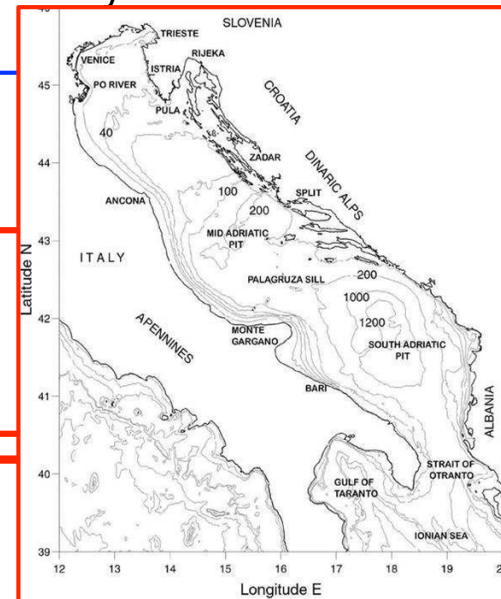 SLOVENIA
TRIESTE
VENICE
RIJEKA
ISTRIA
PO RIVER
PULA
CROATIA
40
ZADAR
DINARIC ALPS
100
ANCONA
SPLIT
200
MID ADRIATIC
PIT
ITALY
PALAGRUZA SILL
200
1000
APENNINES
1200
MONTE
GARGANO
SOUTH ADRIATIC
PIT
BARI
ALBANIA
STRAIT OF
OTRANTO
GULF OF
TARANTO
IONIAN SEA
Latitude N
45
44
43
42
41
40
39
12 13 14 15 16 17 18 19
Longitude E